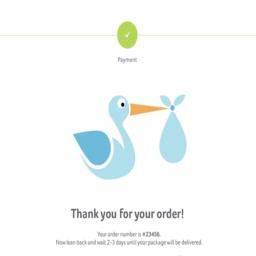 Payment
Thank you for your order!
Your order number is #23456.
Now lean back and wait 2-3 days until your package will be delivered.